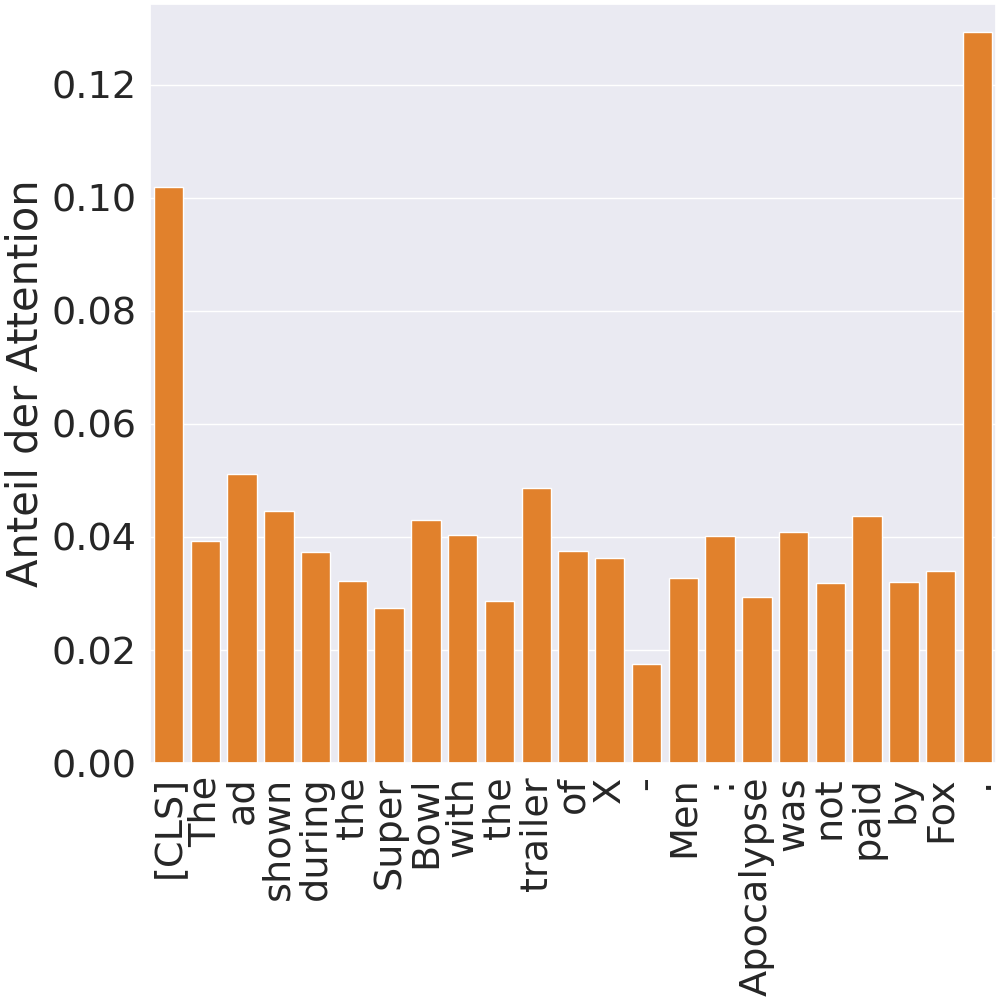 Anteil der Attention
0.12
0.10
0.08
0.06
0.04
0.02
0.00
[CLS]
The
ad
shown
during
the
Super
Bowl
with
the
trailer
of
X
-
Men
:
Apocalypse
was
not
paid
by
Fox
.